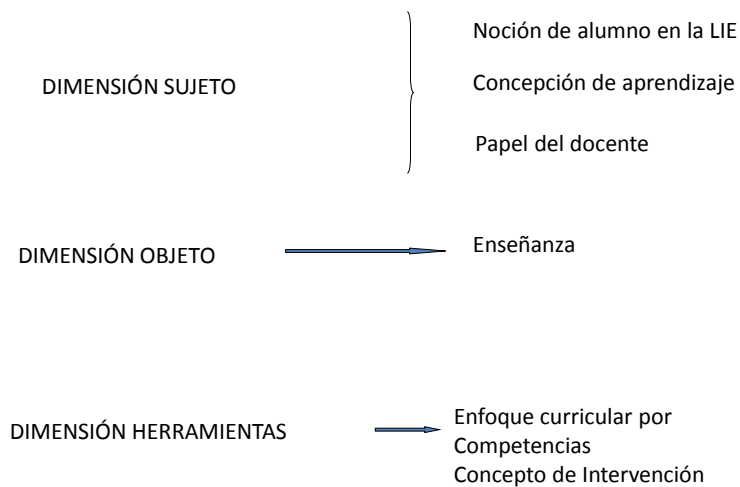 Noción de alumno en la LIE
DIMENSIÓN SUJETO
Concepción de aprendizaje
Papel del docente
DIMENSIÓN OBJETO
Enseñanza
DIMENSIÓN HERRAMIENTAS
Enfoque curricular por
Competencias
Concepto de Intervención